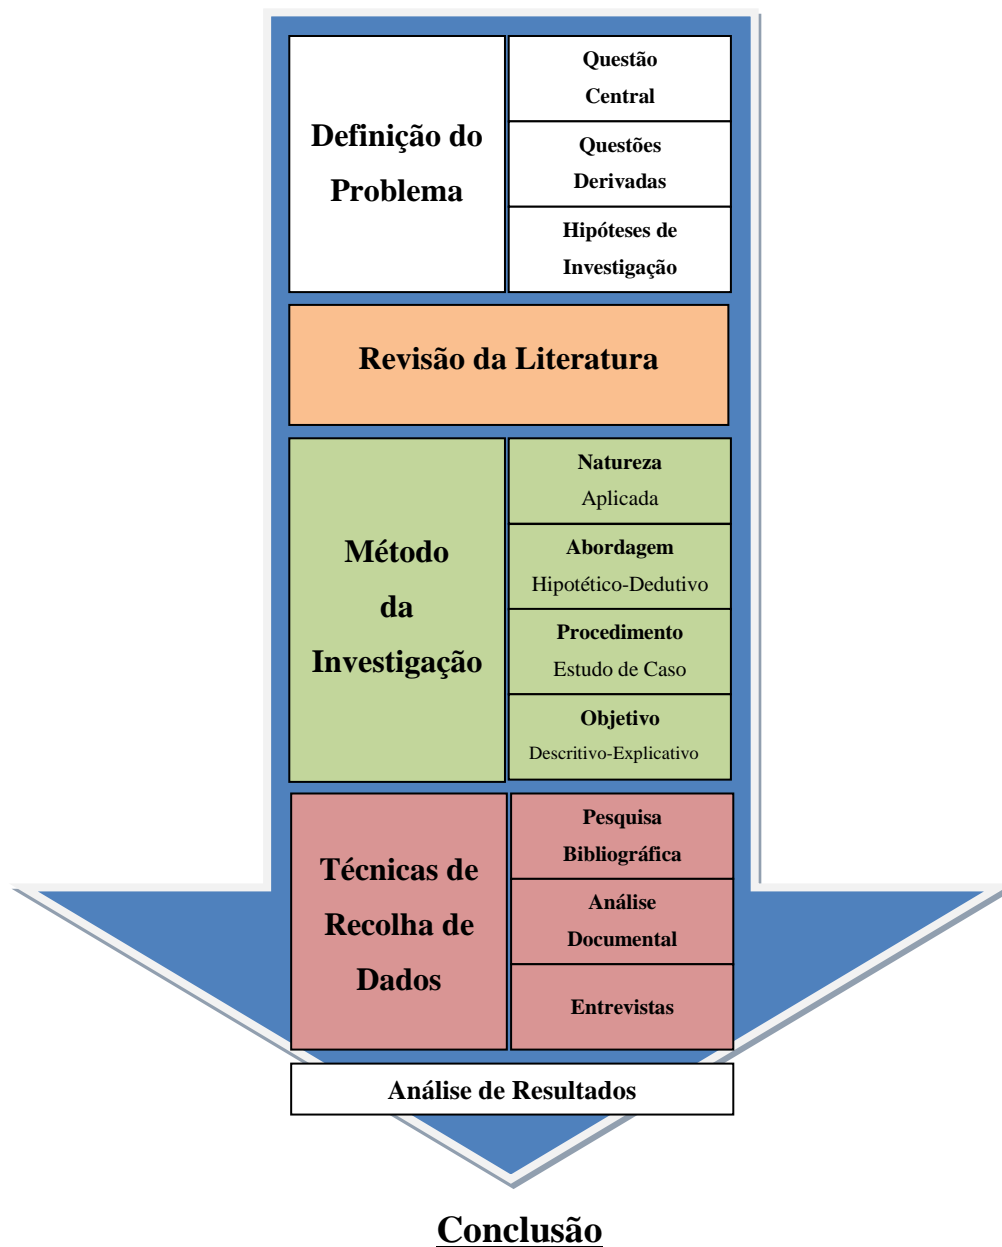 Definição do
Problema
Questão
Central
Questões
Derivadas
Hipóteses de
Investigação
Revisão da Literatura
Método
da
Investigação
Natureza
Aplicada
Abordagem
Hipotético-Dedutivo
Procedimento
Estudo de Caso
Objetivo
Descritivo-Explicativo
Técnicas de
Recolha de
Dados
Pesquisa
Bibliográfica
Análise
Documental
Entrevistas
Análise de Resultados
Conclusão